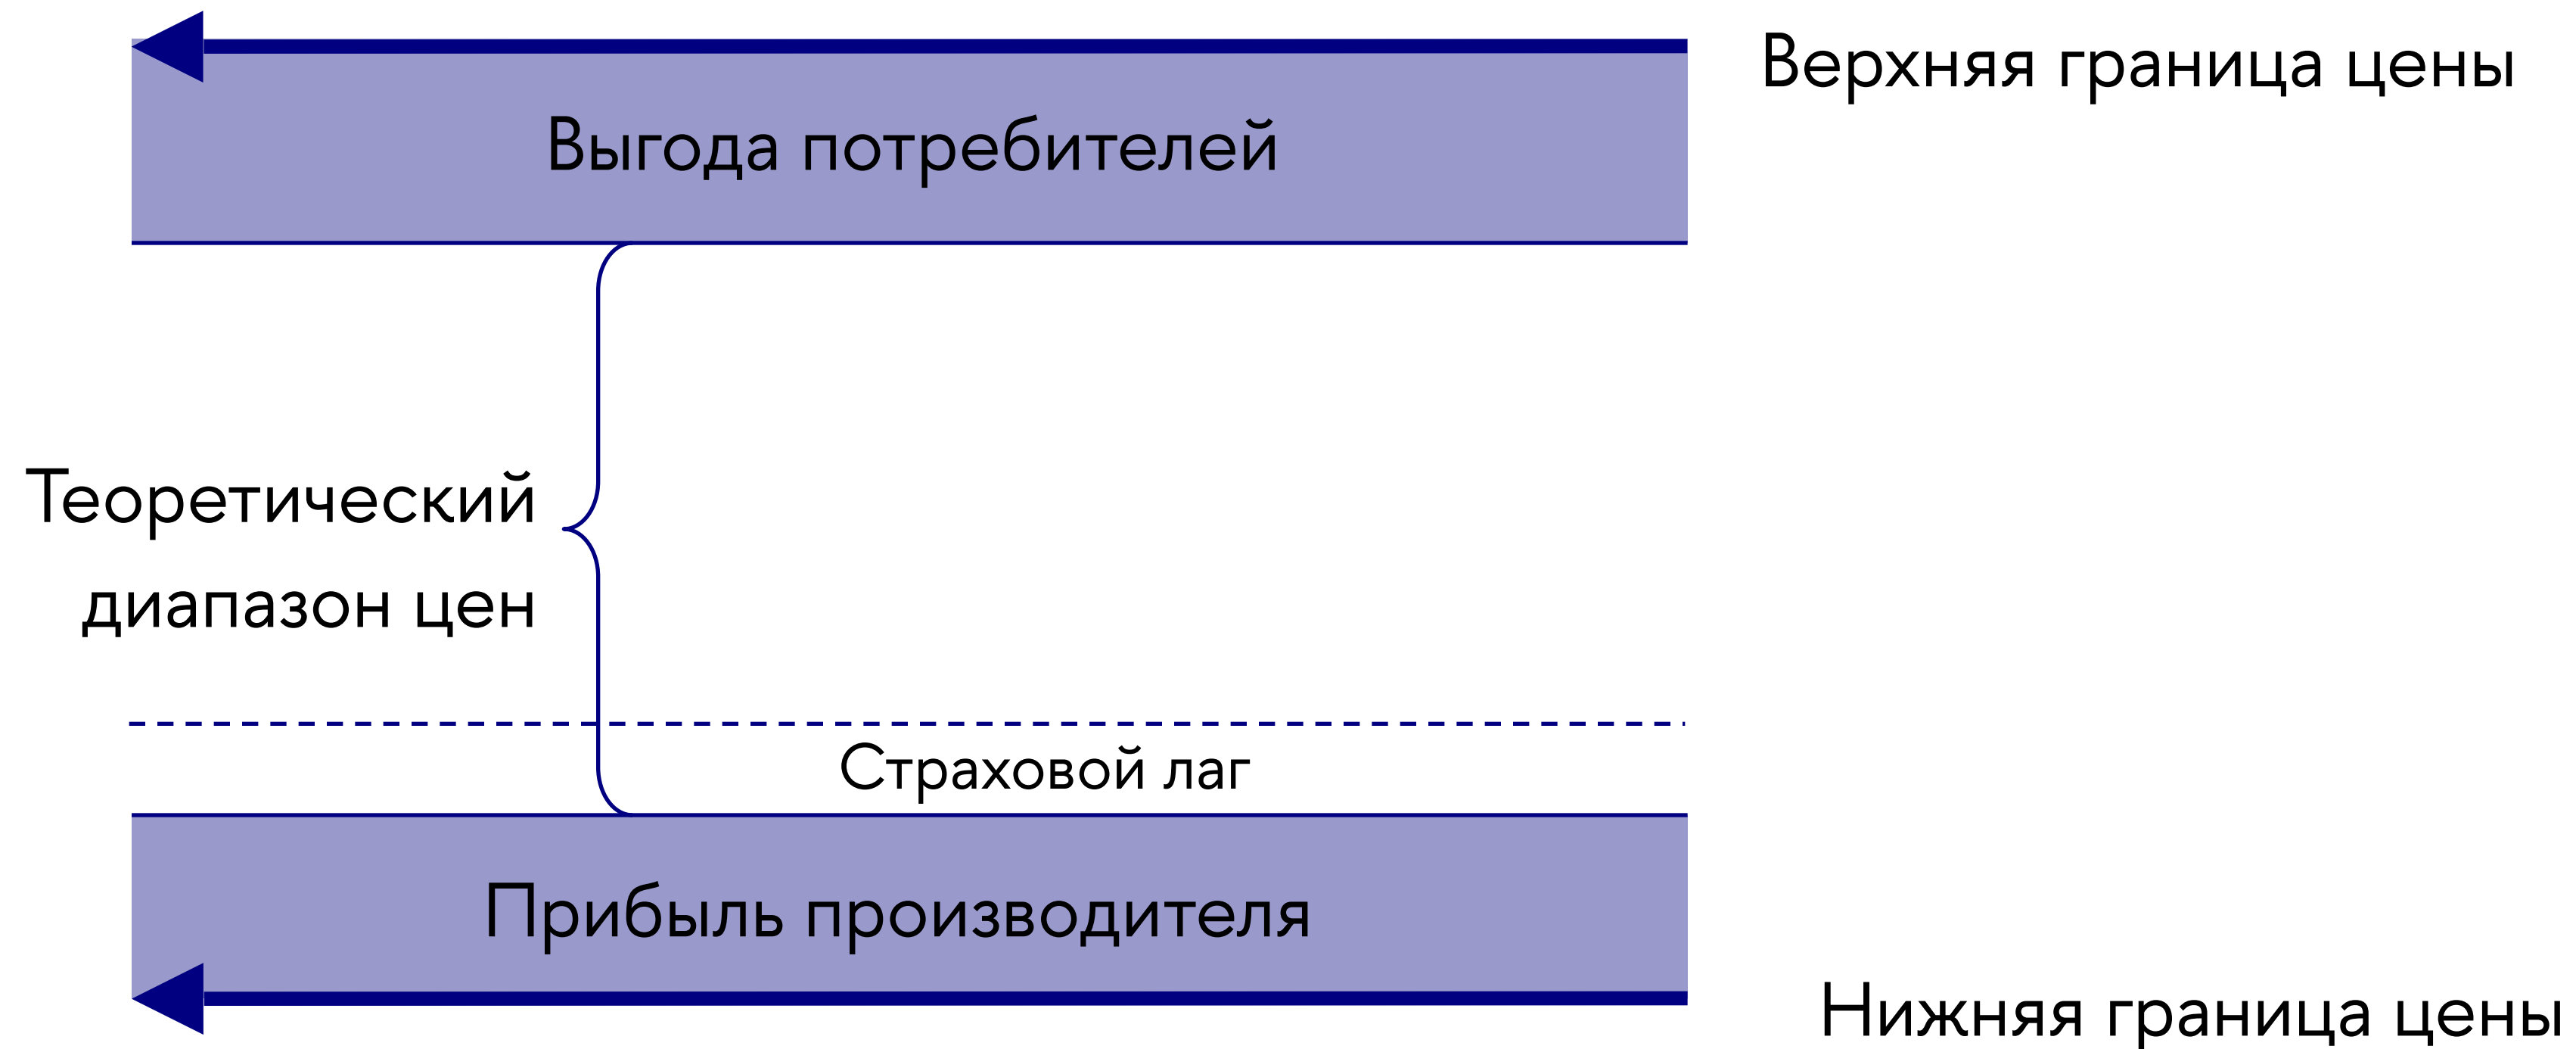 Верхняя граница цены
Выгода потребителей
Теоретический
диапазон цен
Страховой лаг
Прибыль производителя
Нижняя граница цены